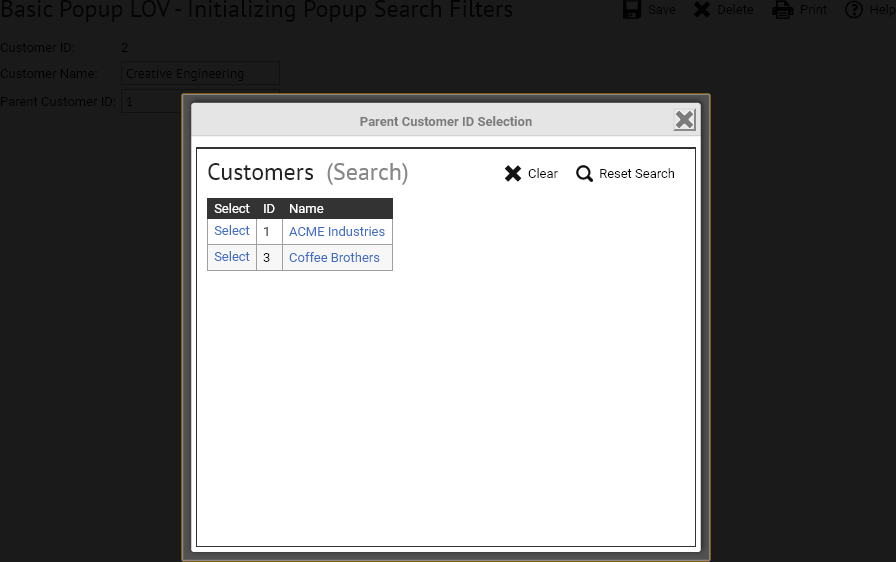 Basic Popup LOV - Initializing Popup Search Filters Save Delete Print Help
Customer ID: 2
Customer Name: Creative Engineering
Parent Customer ID: 1
Parent Customer ID Selection
Customers (Search) Clear Reset Search
Select ID Name
Select 1 ACME Industries
Select 3 Coffee Brothers